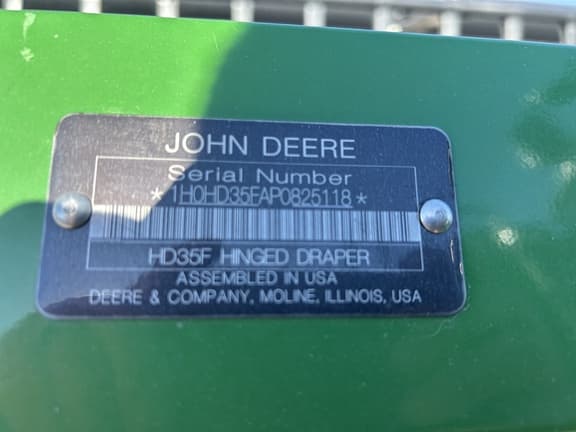 JOHN DEERE
Serial Number
*1H0HD35FAP0825118*
HD35F HINGED DRAPER
ASSEMBLED IN USA
DEERE & COMPANY, MOLINE, ILLINOIS, USA